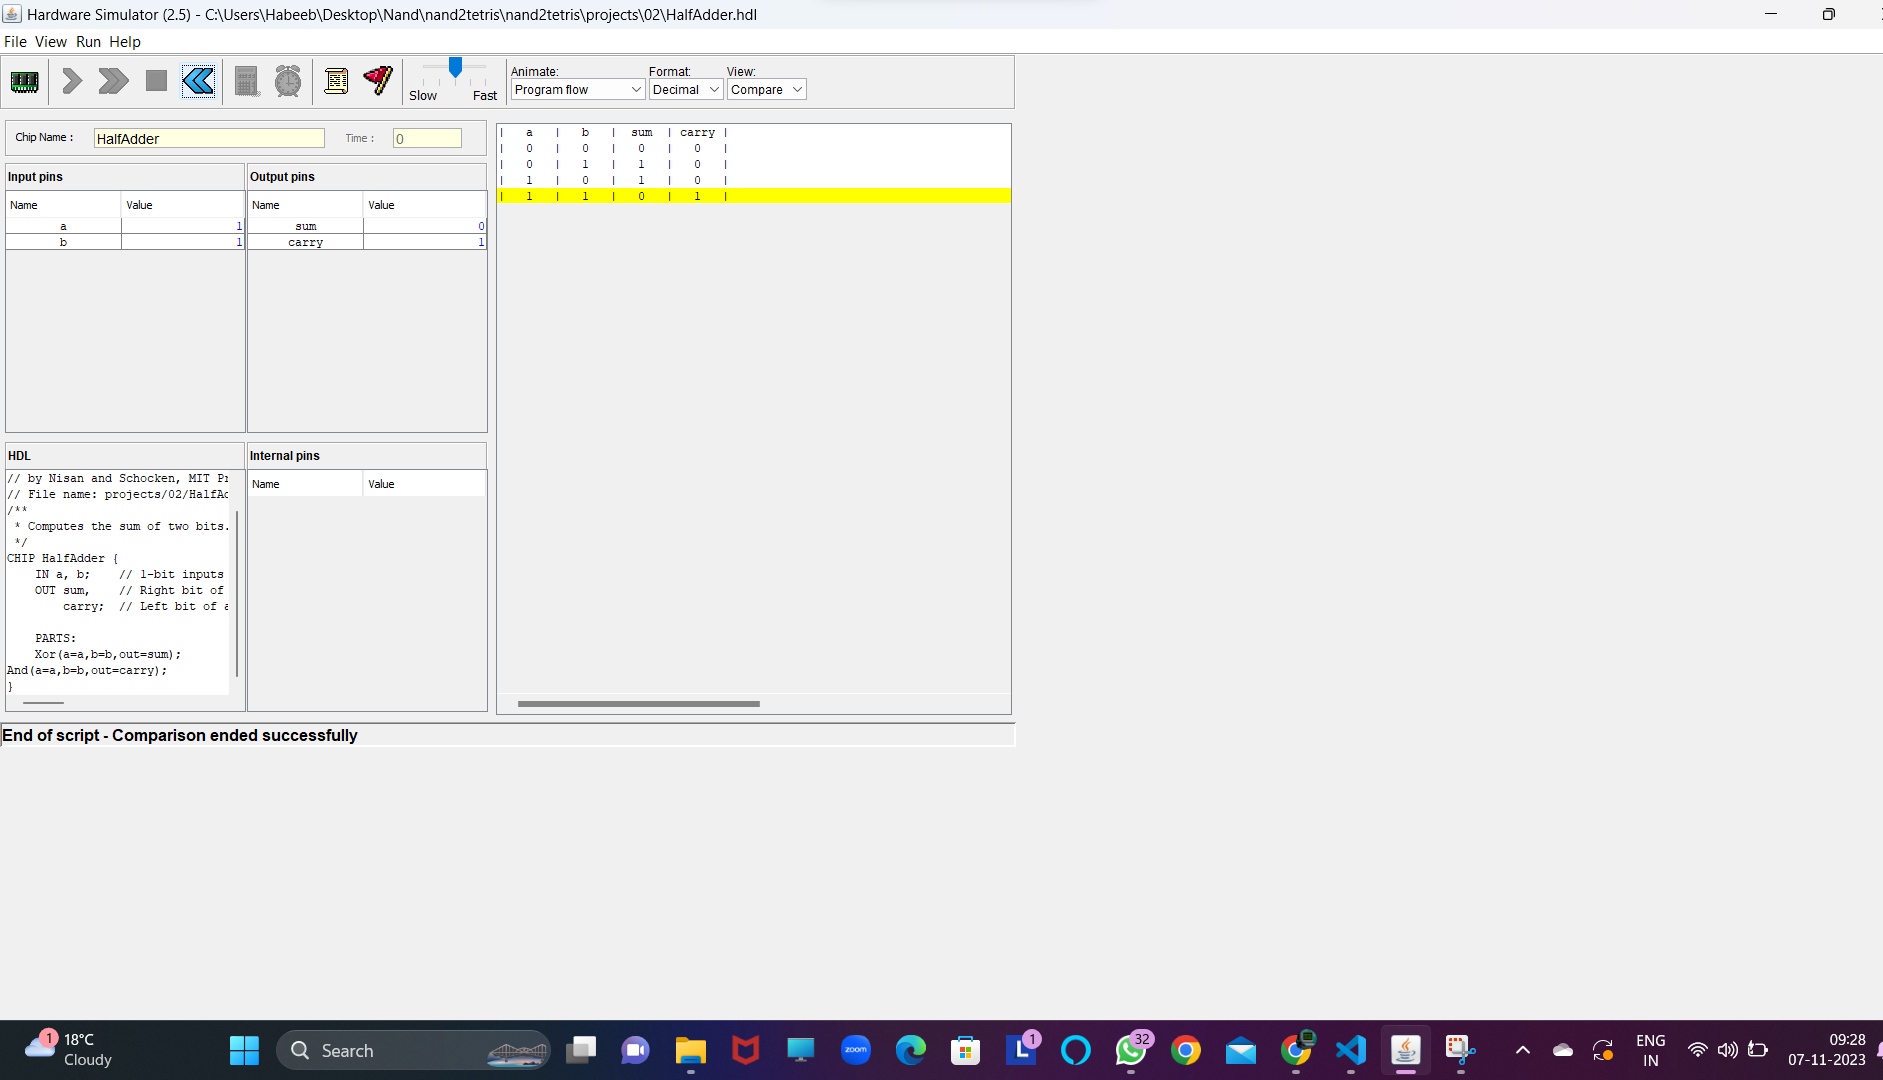 Hardware Simulator (2.5) - C:\Users\Habeeb\Desktop\Nand\nand2tetris\nand2tetris\projects\02\HalfAdder.hdl
File View Run Help
Slow Fast
Animate: Format: View:
Program flow Decimal Compare
Chip Name : HalfAdder Time : 0
Input pins
Name Value
a 1
b 1
Output pins
Name Value
sum 0
carry 1
HDL
// by Nisan and Schocken, MIT Pr
// File name: projects/02/HalfAd
/**
* Computes the sum of two bits.
*/
CHIP HalfAdder {
IN a, b; // 1-bit inputs
OUT sum, // Right bit of
carry; // Left bit of a
PARTS:
Xor(a=a,b=b,out=sum);
And(a=a,b=b,out=carry);
}
Internal pins
Name Value
| a | b | sum | carry |
| 0 | 0 | 0 | 0 |
| 0 | 1 | 1 | 0 |
| 1 | 0 | 1 | 0 |
| 1 | 1 | 0 | 1 |
End of script - Comparison ended successfully
1 18°C
Cloudy
Search
zoom
L 1
32
ENG
IN
09:28
07-11-2023